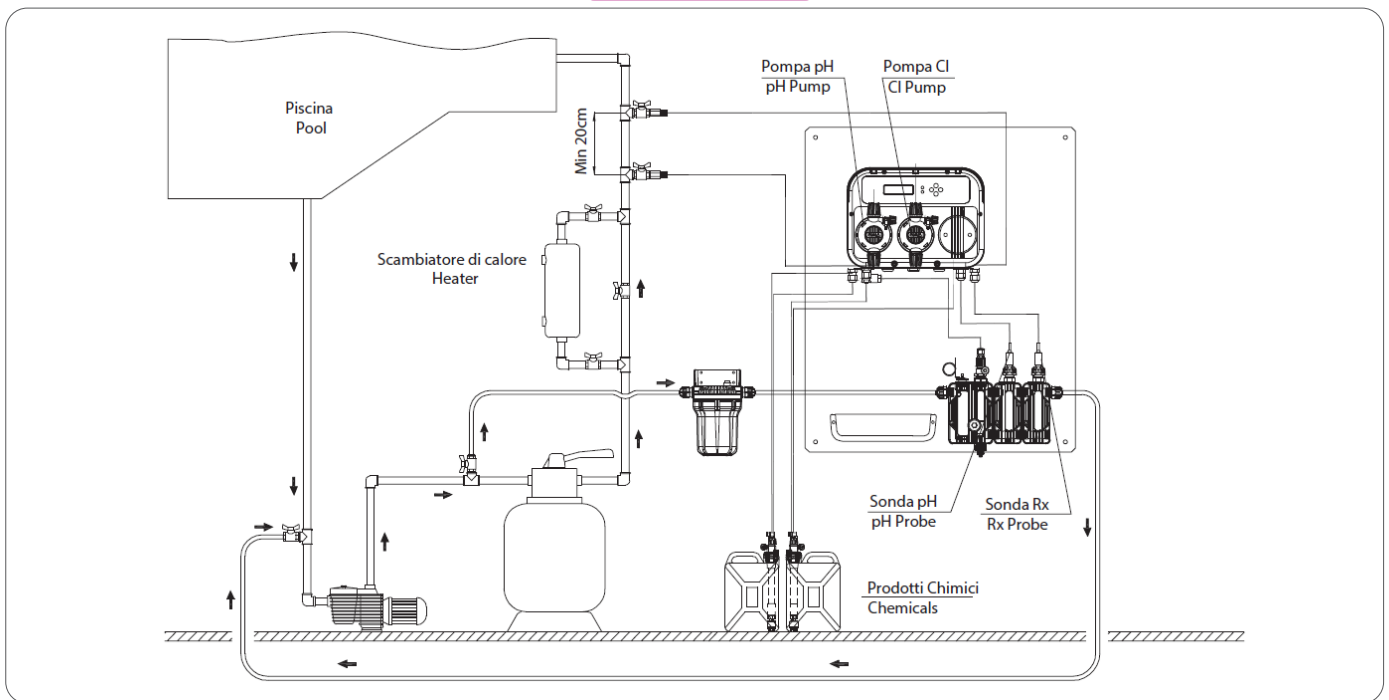 Piscina
Pool
Min 20cm
Pompa pH
pH Pump
Pompa Cl
Cl Pump
Scambiatore di calore
Heater
Sonda pH
pH Probe
Sonda Rx
Rx Probe
Prodotti Chimici
Chemicals